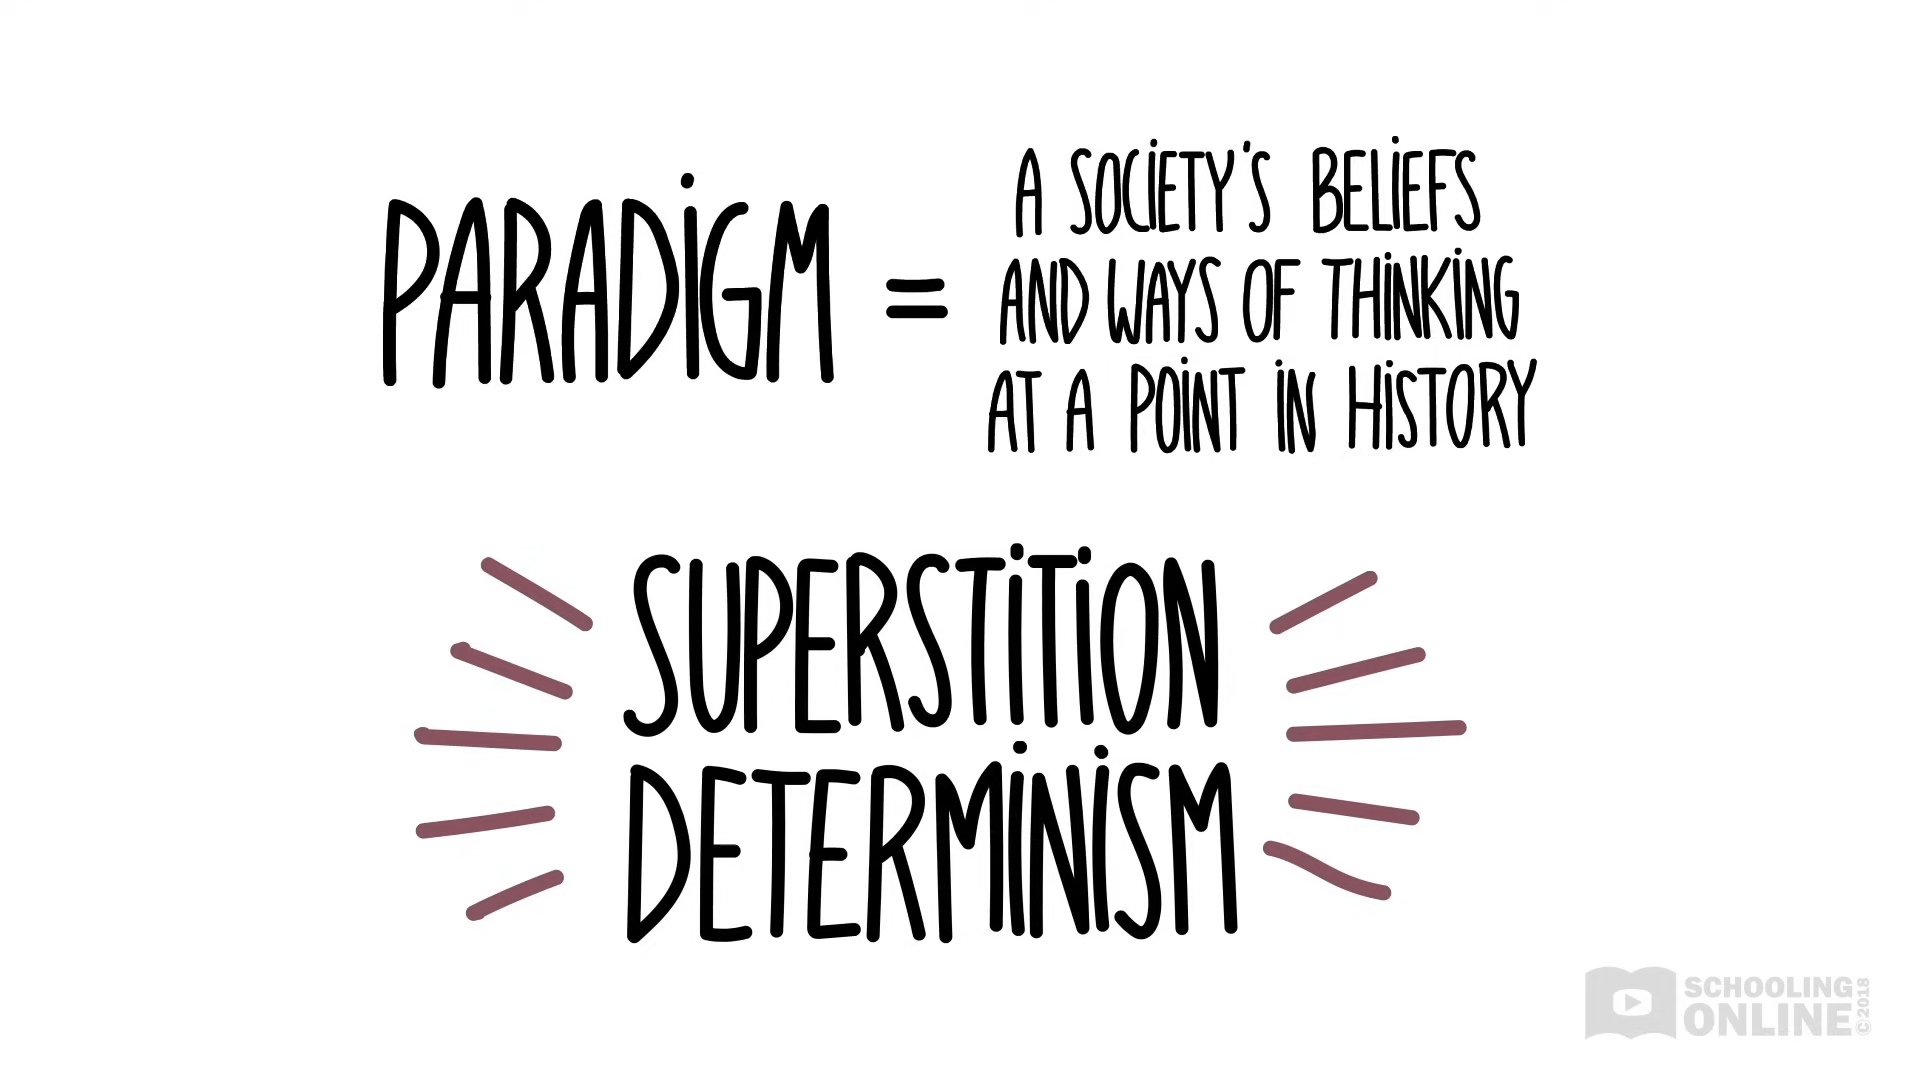 PARADIGM = A SOCIETY'S BELIEFS
AND WAYS OF THINKING
AT A POINT IN HISTORY
SUPERSTITION
DETERMINISM
SCHOOLING
ONLINE
©2018